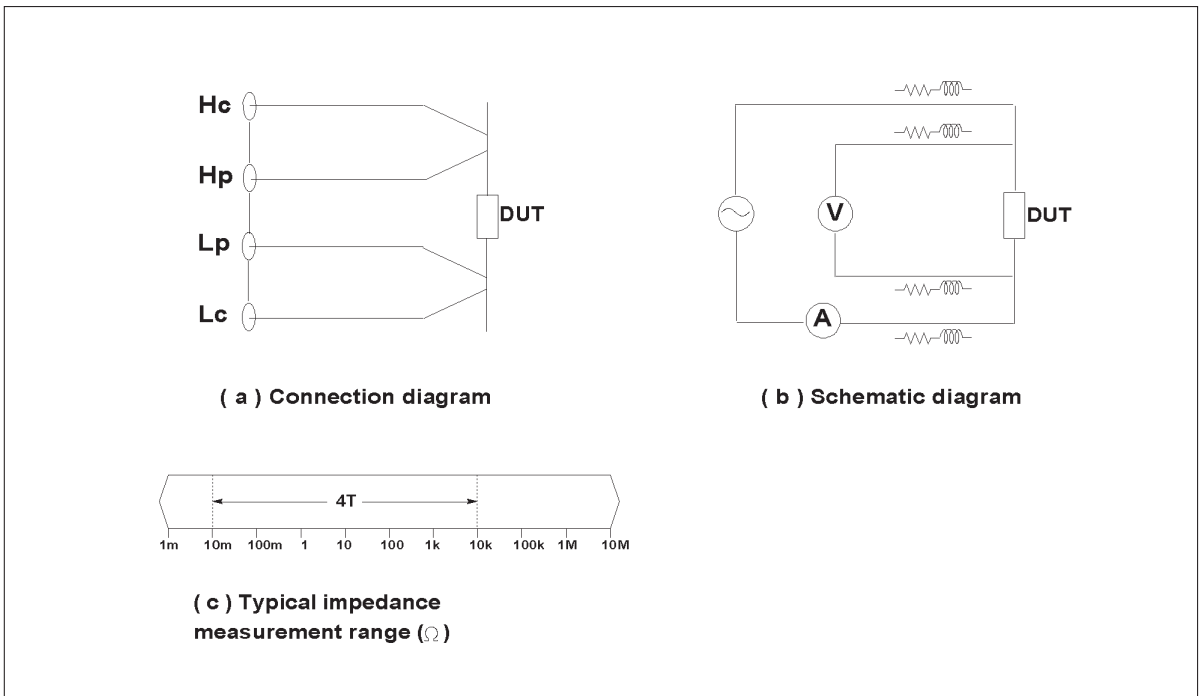 Hc
Hp
Lp
Lc
DUT
( a ) Connection diagram
V
A
DUT
( b ) Schematic diagram
4T
1m 10m 100m 1 10 100 1k 10k 100k 1M 10M
( c ) Typical impedance
measurement range (Ω)